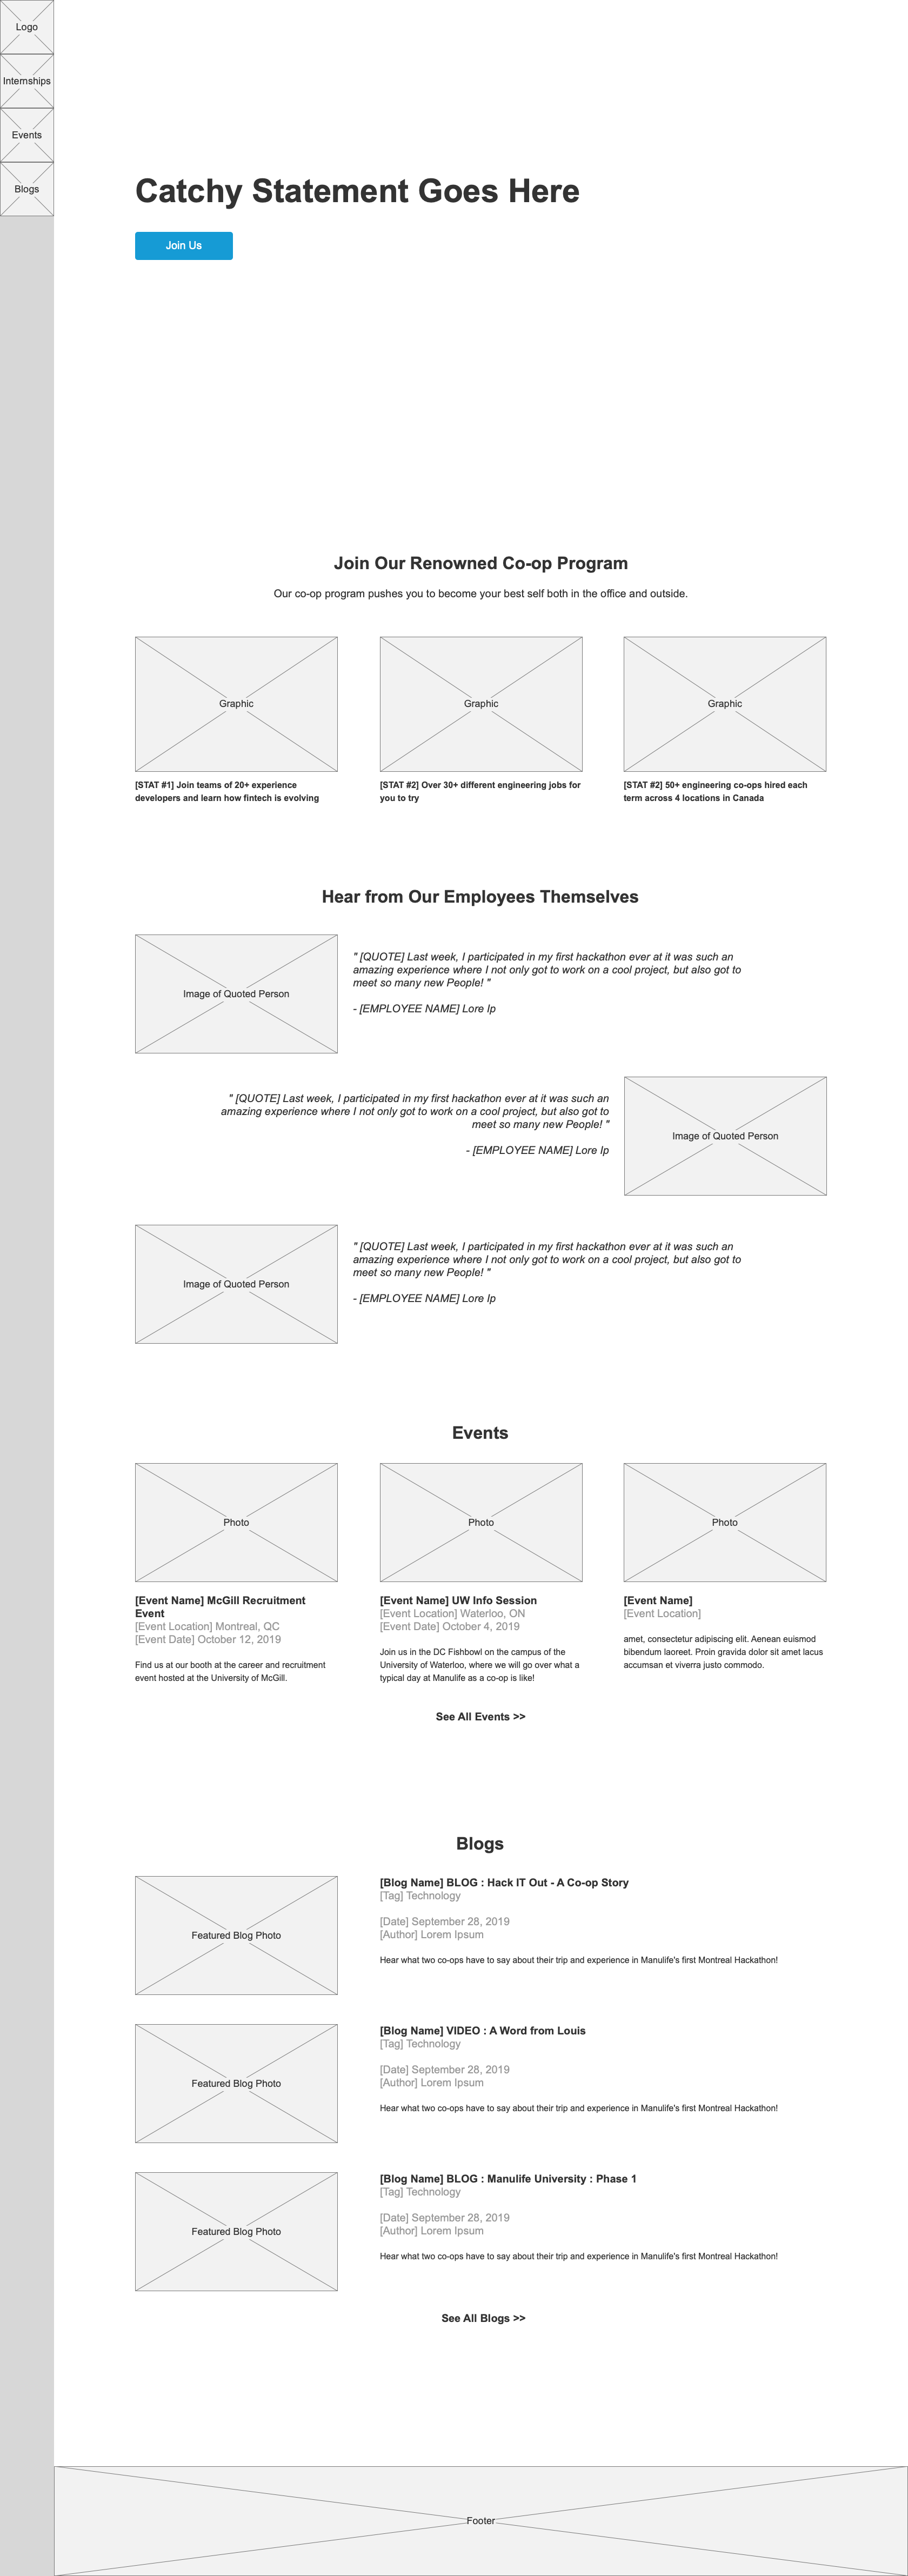 Logo
Internships
Events
Blogs
Catchy Statement Goes Here
Join Us
Join Our Renowned Co-op Program
Our co-op program pushes you to become your best self both in the office and outside.
Graphic
Graphic
Graphic
[STAT #1] Join teams of 20+ experience
developers and learn how fintech is evolving
[STAT #2] Over 30+ different engineering jobs for
you to try
[STAT #2] 50+ engineering co-ops hired each
term across 4 locations in Canada
Hear from Our Employees Themselves
Image of Quoted Person
" [QUOTE] Last week, I participated in my first hackathon ever at it was such an
amazing experience where I not only got to work on a cool project, but also got to
meet so many new People! "
- [EMPLOYEE NAME] Lore Ip
" [QUOTE] Last week, I participated in my first hackathon ever at it was such an
amazing experience where I not only got to work on a cool project, but also got to
meet so many new People! "
- [EMPLOYEE NAME] Lore Ip
Image of Quoted Person
Image of Quoted Person
" [QUOTE] Last week, I participated in my first hackathon ever at it was such an
amazing experience where I not only got to work on a cool project, but also got to
meet so many new People! "
- [EMPLOYEE NAME] Lore Ip
Events
Photo
Photo
Photo
[Event Name] McGill Recruitment
Event
[Event Location] Montreal, QC
[Event Date] October 12, 2019
Find us at our booth at the career and recruitment
event hosted at the University of McGill.
[Event Name] UW Info Session
[Event Location] Waterloo, ON
[Event Date] October 4, 2019
Join us in the DC Fishbowl on the campus of the
University of Waterloo, where we will go over what a
typical day at Manulife as a co-op is like!
[Event Name]
[Event Location]
amet, consectetur adipiscing elit. Aenean euismod
bibendum laoreet. Proin gravida dolor sit amet lacus
accumsan et viverra justo commodo.
See All Events >>
Blogs
Featured Blog Photo
[Blog Name] BLOG : Hack IT Out - A Co-op Story
[Tag] Technology
[Date] September 28, 2019
[Author] Lorem Ipsum
Hear what two co-ops have to say about their trip and experience in Manulife's first Montreal Hackathon!
Featured Blog Photo
[Blog Name] VIDEO : A Word from Louis
[Tag] Technology
[Date] September 28, 2019
[Author] Lorem Ipsum
Hear what two co-ops have to say about their trip and experience in Manulife's first Montreal Hackathon!
Featured Blog Photo
[Blog Name] BLOG : Manulife University : Phase 1
[Tag] Technology
[Date] September 28, 2019
[Author] Lorem Ipsum
Hear what two co-ops have to say about their trip and experience in Manulife's first Montreal Hackathon!
See All Blogs >>
Footer